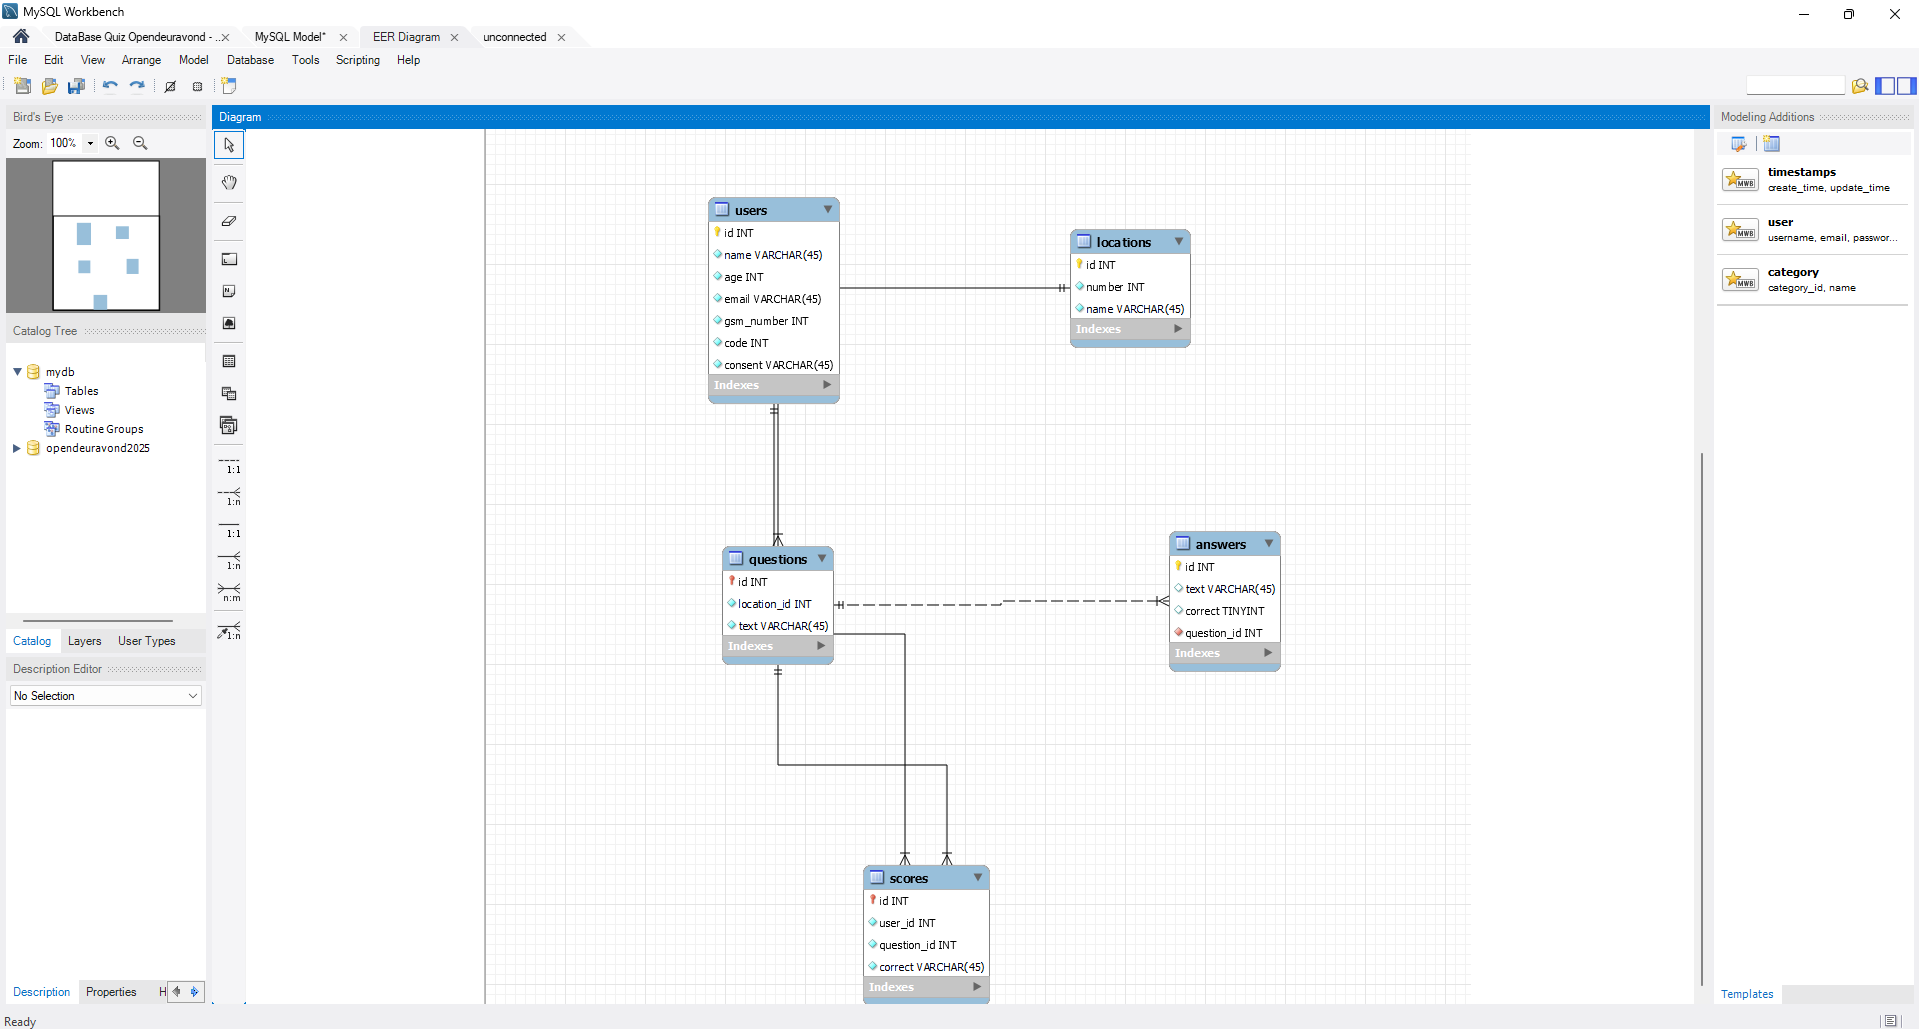 MySQL Workbench
DataBase Quiz Opendeuravond - ...
MySQL Model*
EER Diagram
unconnected
File Edit View Arrange Model Database Tools Scripting Help
Bird's Eye
Zoom: 100%
Catalog Tree
mydb
Tables
Views
Routine Groups
opendeuravond2025
Catalog Layers User Types
Description Editor
No Selection
Description Properties H
Ready
Diagram
1:1
1:n
1:1
1:n
n:m
1:n
users
id INT
name VARCHAR(45)
age INT
email VARCHAR(45)
gsm_number INT
code INT
consent VARCHAR(45)
Indexes
locations
id INT
number INT
name VARCHAR(45)
Indexes
questions
id INT
location_id INT
text VARCHAR(45)
Indexes
answers
id INT
text VARCHAR(45)
correct TINYINT
question_id INT
Indexes
scores
id INT
user_id INT
question_id INT
correct VARCHAR(45)
Indexes
Modeling Additions
MWB
timestamps
create_time, update_time
MWB
user
username, email, passwor...
MWB
category
category_id, name
Templates